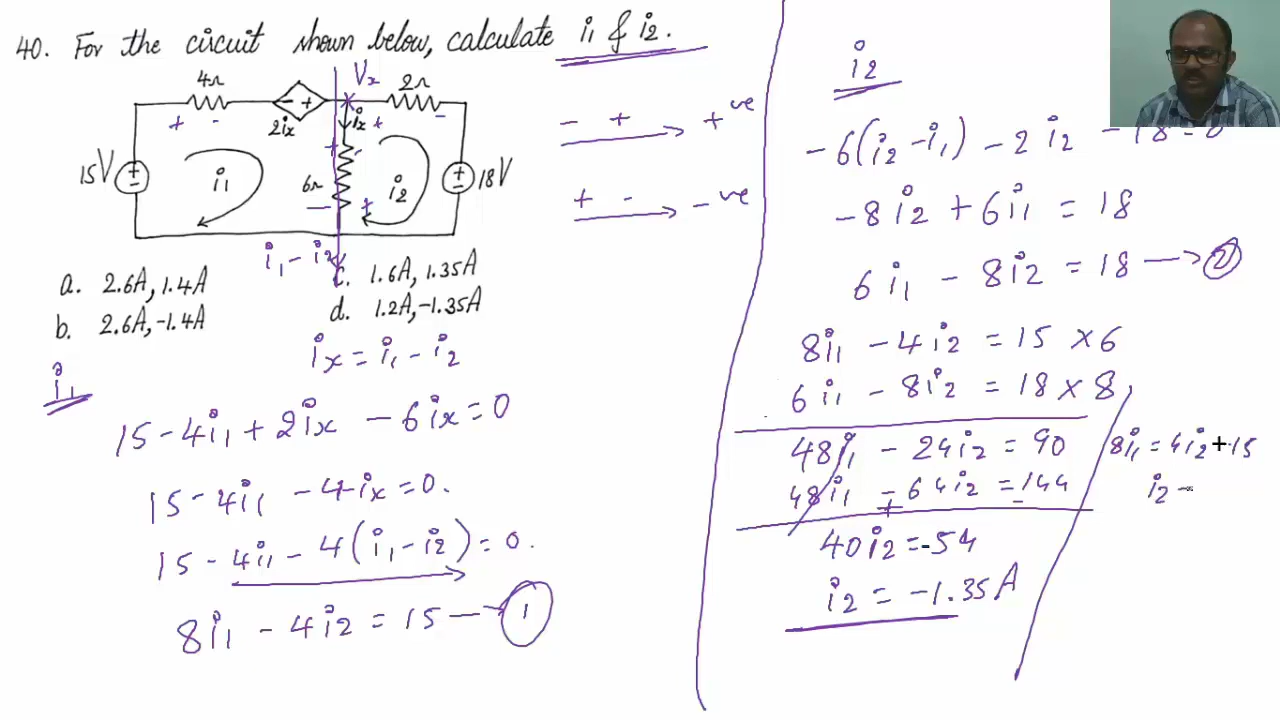 40. For the circuit shown below, calculate i1 & i2.
4Ω
2ix
Vx
2Ω
ix
15V
i1
6Ω
i2
18V
+ -
- +
+ -
i1 - i2
a. 2.6A, 1.4A
b. 2.6A, -1.4A
c. 1.6A, 1.35A
d. 1.2A, -1.35A
ix = i1 - i2
i1
15 - 4i1 + 2ix - 6ix = 0
15 - 4i1 - 4ix = 0.
15 - 4i1 - 4(i1 - i2) = 0.
8i1 - 4i2 = 15 → 1
- + → +ve
+ - → -ve
i2
-6(i2 - i1) - 2i2 - 18 = 0
-8i2 + 6i1 = 18
6i1 - 8i2 = 18 → 2
8i1 - 4i2 = 15 × 6
6i1 - 8i2 = 18 × 8
48i1 - 24i2 = 90
48i1 - 64i2 = 144
+ -
40i2 = -54
i2 = -1.35A
8i1 = 4i2 + 15
i2 -